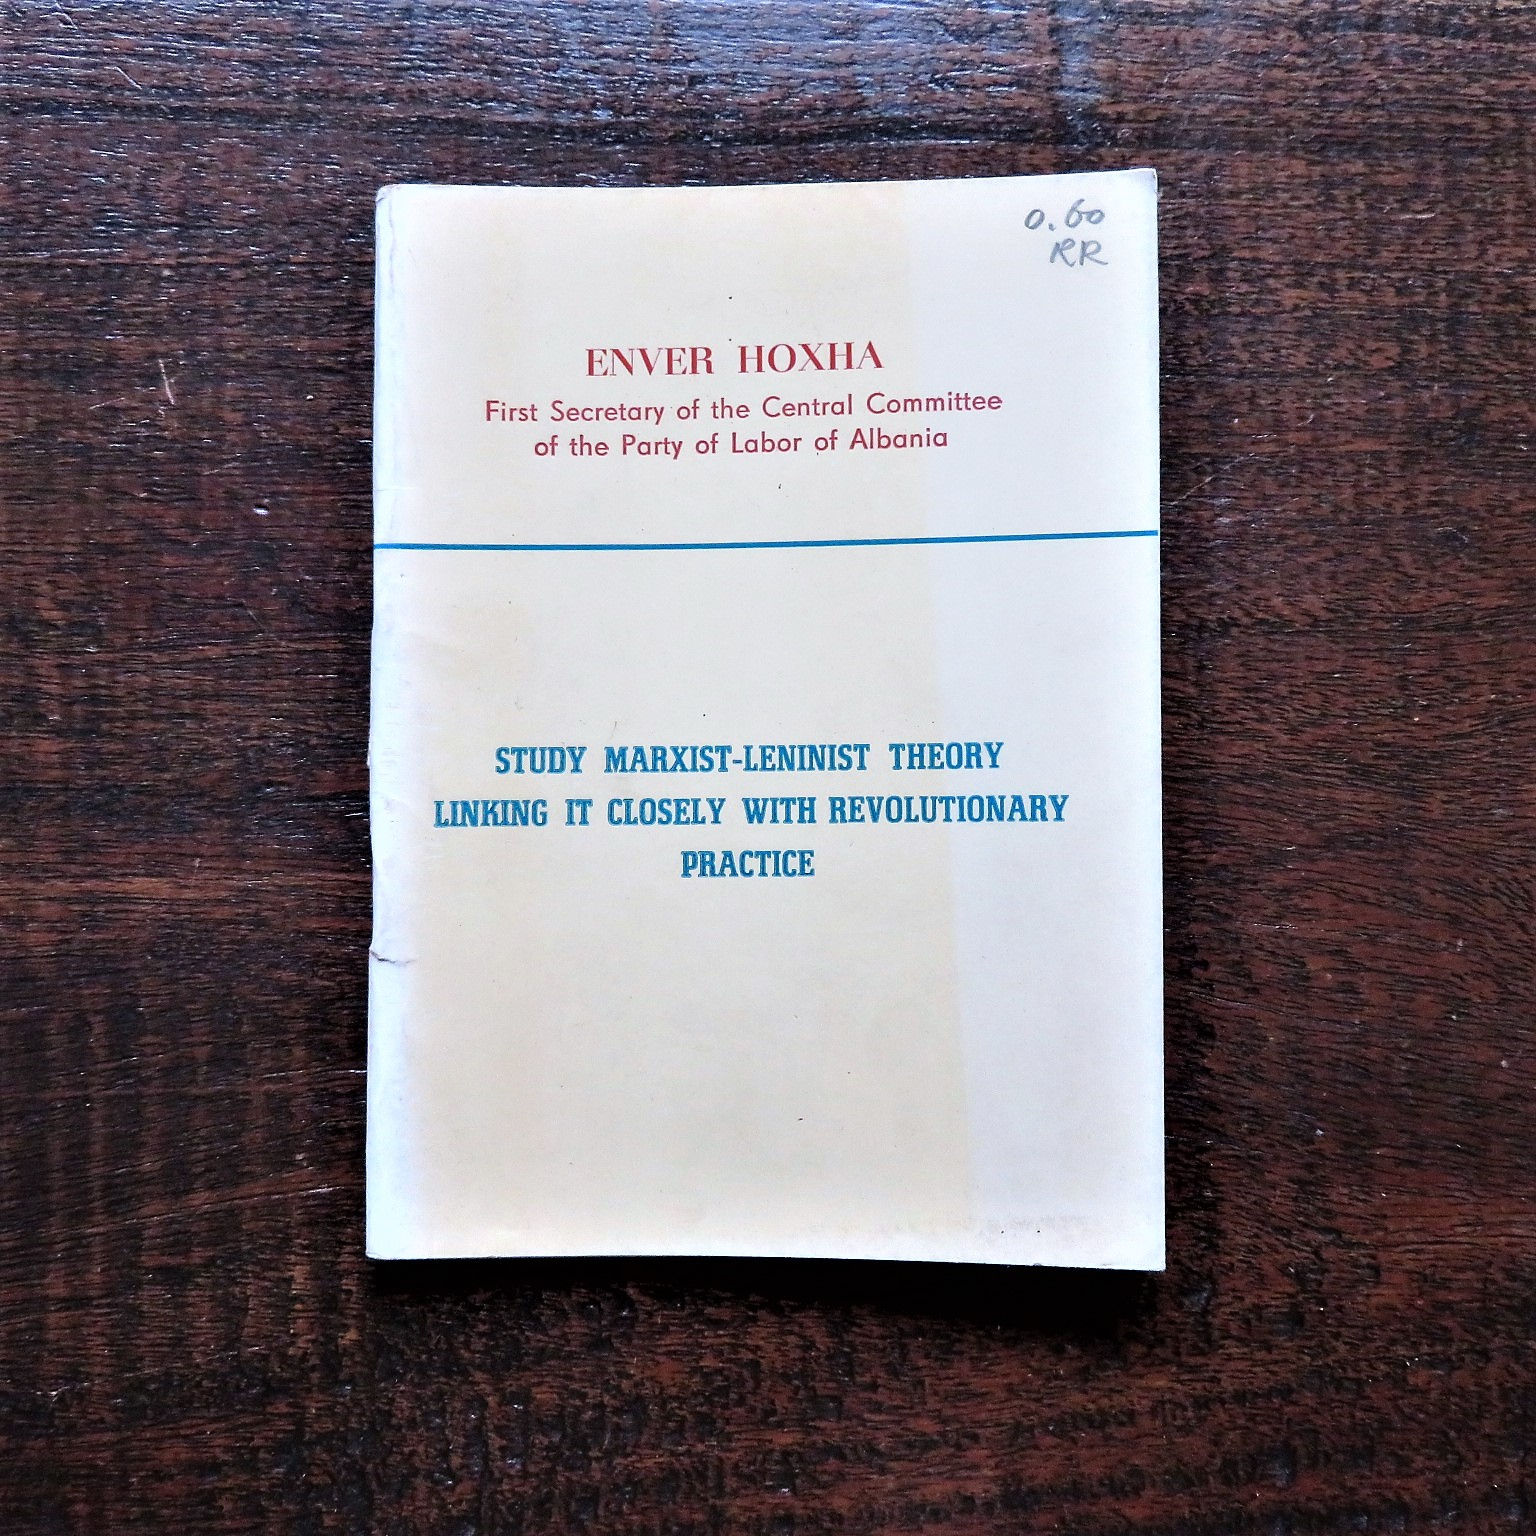 0.60
RR
ENVER HOXHA
First Secretary of the Central Committee
of the Party of Labor of Albania
STUDY MARXIST-LENINIST THEORY
LINKING IT CLOSELY WITH REVOLUTIONARY
PRACTICE